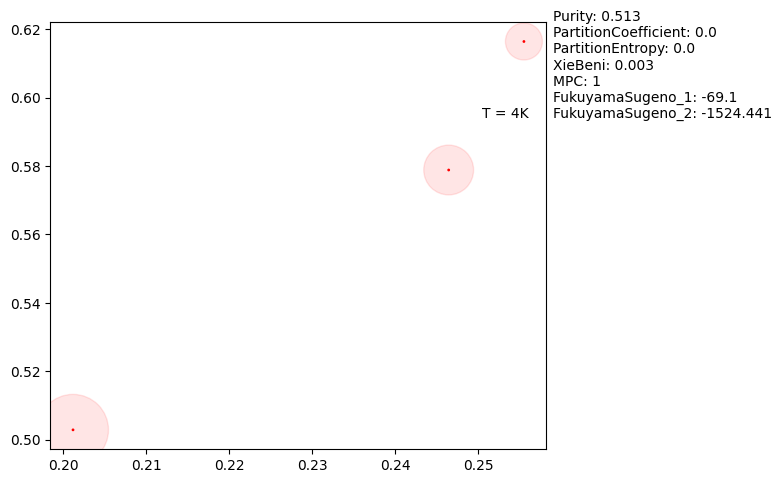 Purity: 0.513
PartitionCoefficient: 0.0
PartitionEntropy: 0.0
XieBeni: 0.003
MPC: 1
FukuyamaSugeno_1: -69.1
FukuyamaSugeno_2: -1524.441
T = 4K
0.62
0.60
0.58
0.56
0.54
0.52
0.50
0.20 0.21 0.22 0.23 0.24 0.25